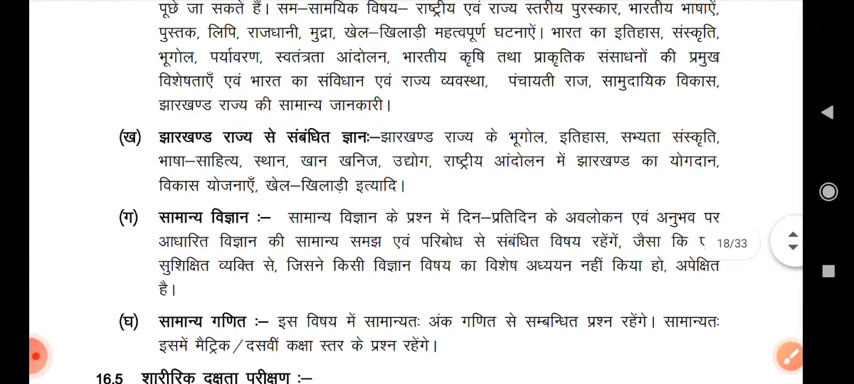 पूछे जा सकते हैं। सम–सामयिक विषय– राष्ट्रीय एवं राज्य स्तरीय पुरस्कार, भारतीय भाषाऐं,
पुस्तक, लिपि, राजधानी, मुद्रा, खेल–खिलाड़ी महत्वपूर्ण घटनाऐं। भारत का इतिहास, संस्कृति,
भूगोल, पर्यावरण, स्वतंत्रता आंदोलन, भारतीय कृषि तथा प्राकृतिक संसाधनों की प्रमुख
विशेषताएँ एवं भारत का संविधान एवं राज्य व्यवस्था, पंचायती राज, सामुदायिक विकास,
झारखण्ड राज्य की सामान्य जानकारी।
(ख) झारखण्ड राज्य से संबंधित ज्ञानः–झारखण्ड राज्य के भूगोल, इतिहास, सभ्यता संस्कृति,
भाषा–साहित्य, स्थान, खान खनिज, उद्योग, राष्ट्रीय आंदोलन में झारखण्ड का योगदान,
विकास योजनाएँ, खेल–खिलाड़ी इत्यादि।
(ग) सामान्य विज्ञान :– सामान्य विज्ञान के प्रश्न में दिन–प्रतिदिन के अवलोकन एवं अनुभव पर
आधारित विज्ञान की सामान्य समझ एवं परिबोध से संबंधित विषय रहेंगें, जैसा कि 18/33
सुशिक्षित व्यक्ति से, जिसने किसी विज्ञान विषय का विशेष अध्ययन नहीं किया हो, अपेक्षित
है।
(घ) सामान्य गणित :– इस विषय में सामान्यतः अंक गणित से सम्बन्धित प्रश्न रहेंगे। सामान्यतः
इसमें मैट्रिक/दसवीं कक्षा स्तर के प्रश्न रहेंगे।
16.5 शारीरिक दक्षता परीक्षण :–